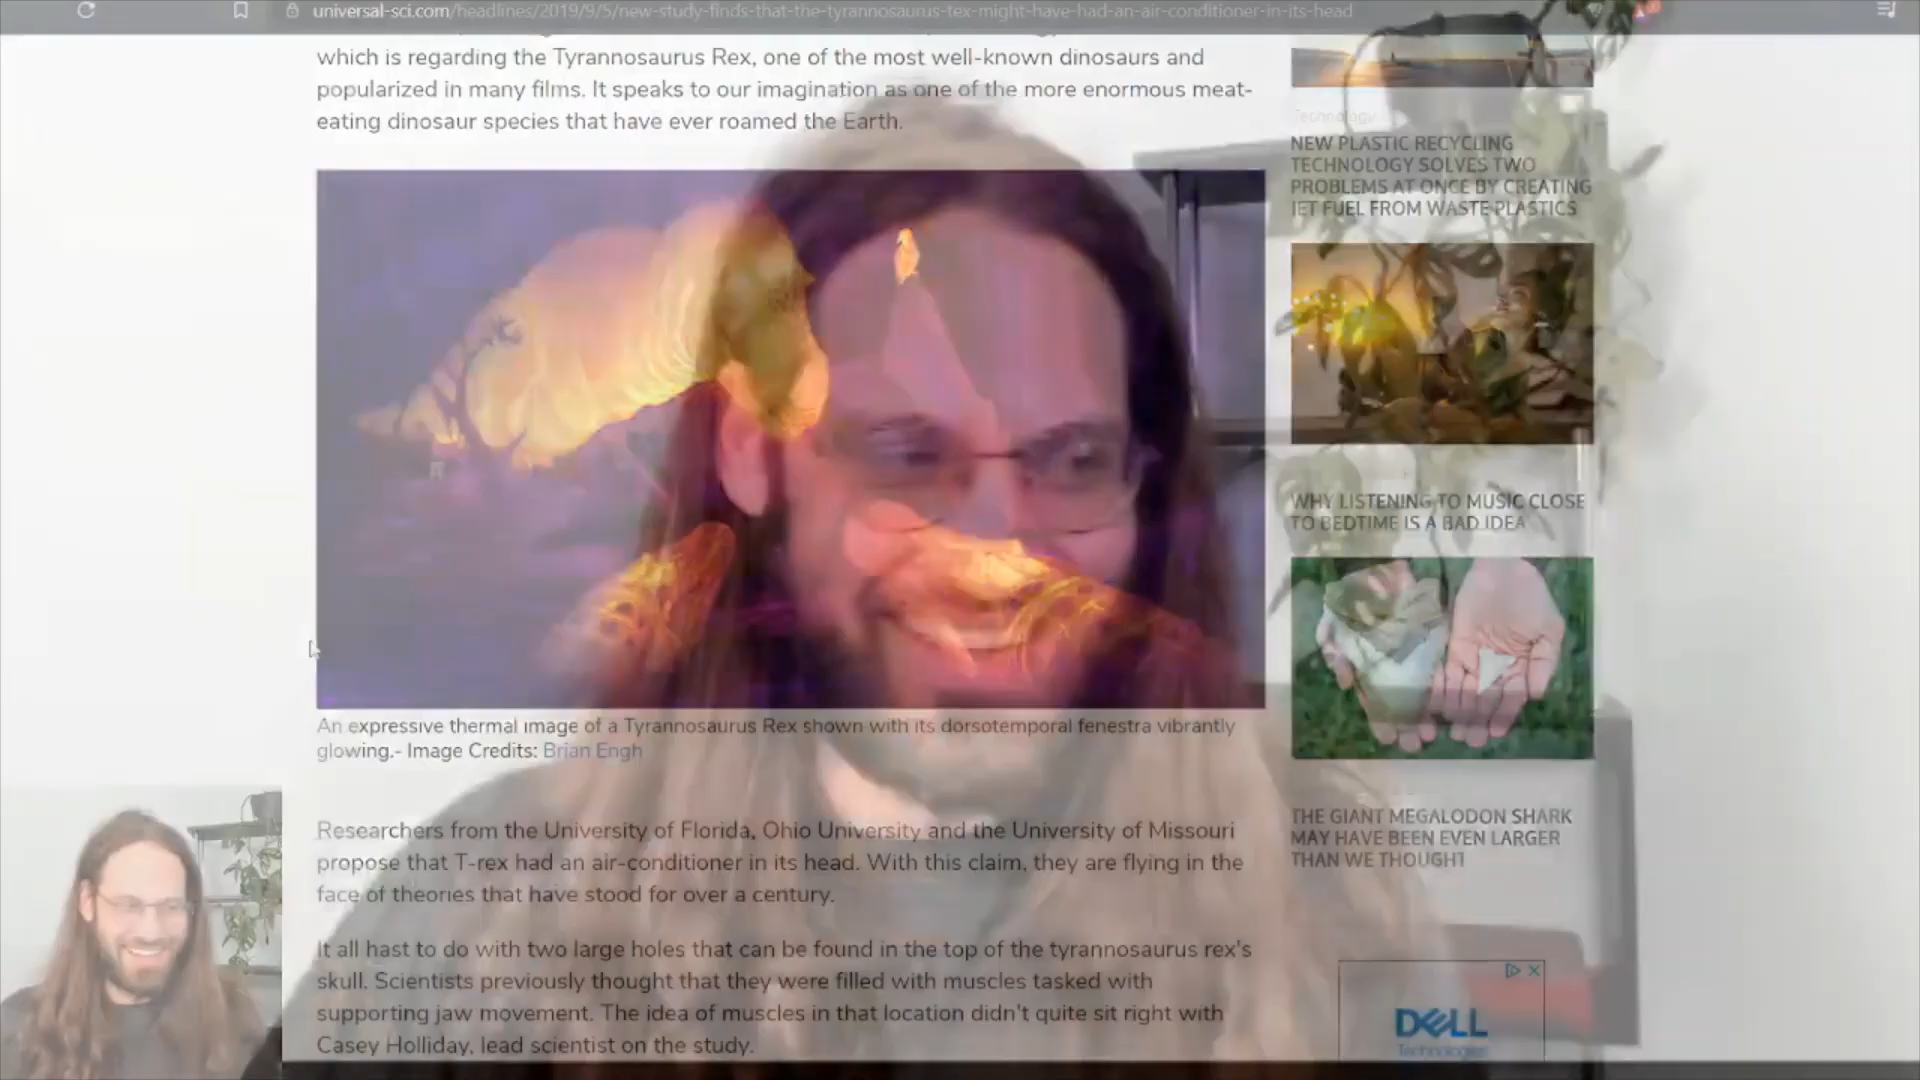 universal-sci.com/headlines/2019/9/5/new-study-finds-that-the-tyrannosaurus-tex-might-have-had-an-air-conditioner-in-its-head
which is regarding the Tyrannosaurus Rex, one of the most well-known dinosaurs and
popularized in many films. It speaks to our imagination as one of the more enormous meat-
eating dinosaur species that have ever roamed the Earth.
An expressive thermal image of a Tyrannosaurus Rex shown with its dorsotemporal fenestra vibrantly
glowing.- Image Credits: Brian Engh
Researchers from the University of Florida, Ohio University and the University of Missouri
propose that T-rex had an air-conditioner in its head. With this claim, they are flying in the
face of theories that have stood for over a century.
It all hast to do with two large holes that can be found in the top of the tyrannosaurus rex's
skull. Scientists previously thought that they were filled with muscles tasked with
supporting jaw movement. The idea of muscles in that location didn't quite sit right with
Casey Holliday, lead scientist on the study.
Technology
NEW PLASTIC RECYCLING
TECHNOLOGY SOLVES TWO
PROBLEMS AT ONCE BY CREATING
JET FUEL FROM WASTE PLASTICS
WHY LISTENING TO MUSIC CLOSE
TO BEDTIME IS A BAD IDEA
THE GIANT MEGALODON SHARK
MAY HAVE BEEN EVEN LARGER
THAN WE THOUGHT
DELL
Technologies